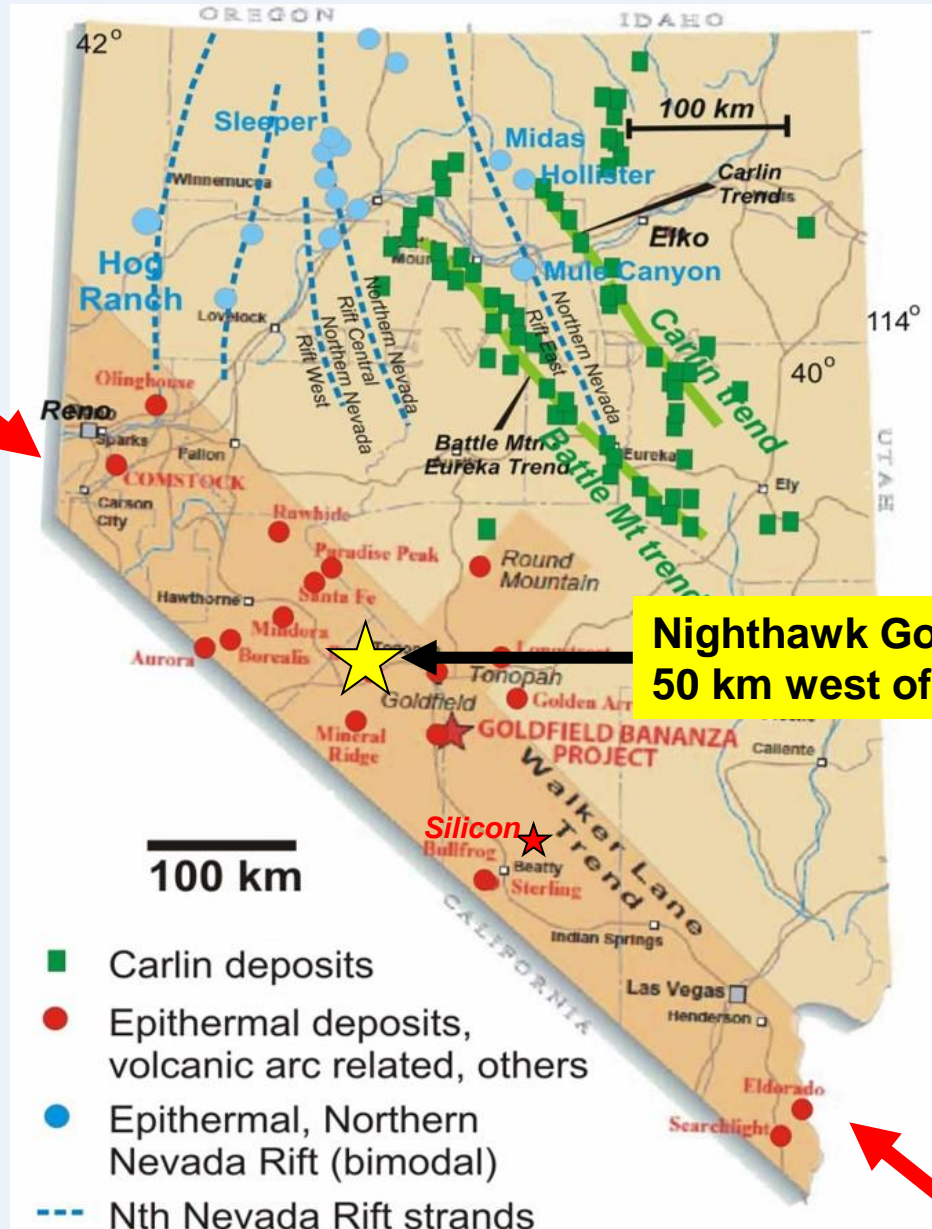 OREGON
IDAHO
42°
100 km
Sleeper
Midas
Hollister
Carlin
Trend
Winnemucca
Elko
Hog
Ranch
Mule Canyon
Lovelock
Northern Nevada
Rift Central
Northern Nevada
Rift West
Northern Nevada
Rift East
NEVADA
114°
40°
Carlin trend
Olinghouse
Reno
Sparks
Fallon
COMSTOCK
Carson
City
Battle Mtn
Eureka Trend
Eureka
Battle Mt trend
Ely
UTAH
Rawhide
Paradise Peak
Round
Mountain
Santa Fe
Hawthorne
Mindora
Aurora
Borealis
Nighthawk Go
50 km west of
Tonopah
Goldfield
Golden Arr
Mineral
Ridge
GOLDFIELD BANANZA
PROJECT
Caliente
Walker Lane
Trend
Silicon
Bullfrog
Beatty
Sterling
100 km
CALIFORNIA
Indian Springs
Las Vegas
Henderson
Eldorado
Searchlight
Carlin deposits
Epithermal deposits,
volcanic arc related, others
Epithermal, Northern
Nevada Rift (bimodal)
Nth Nevada Rift strands